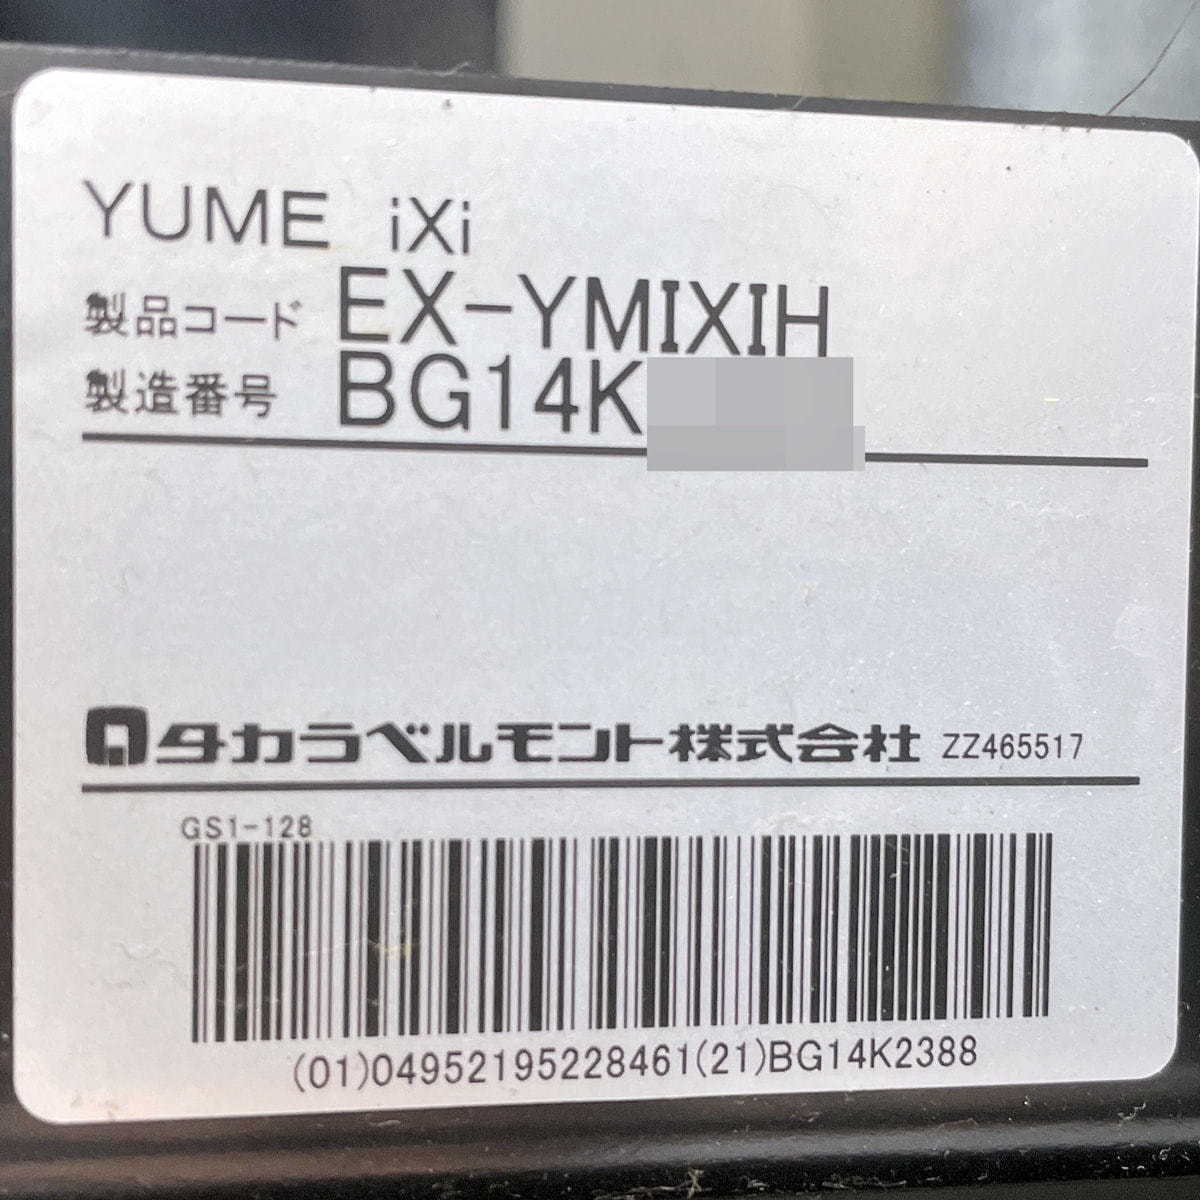 YUME iXi
製品コード EX-YMIXIH
製造番号 BG14K
タカラベルモント株式会社 ZZ465517
GS1-128
(01)04952195228461(21)BG14K2388